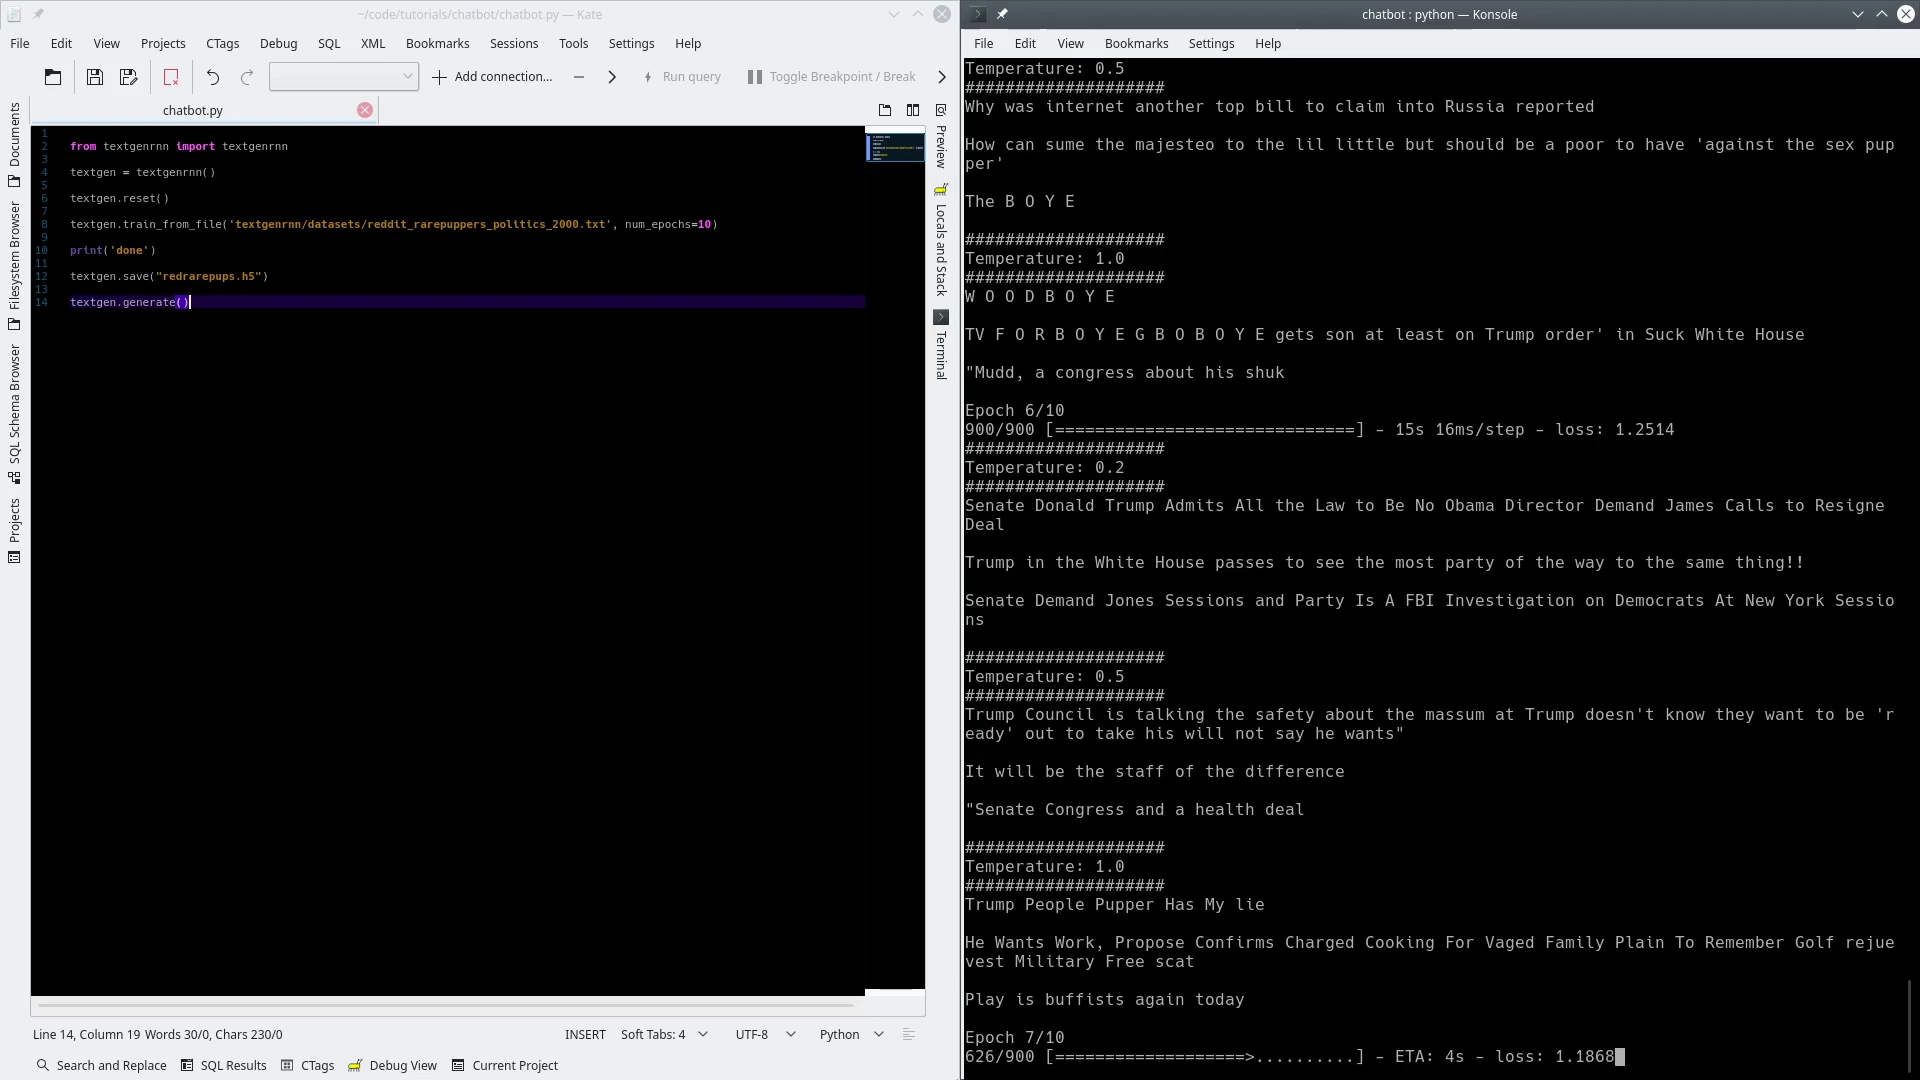 ~/code/tutorials/chatbot/chatbot.py — Kate
File Edit View Projects CTags Debug SQL XML Bookmarks Sessions Tools Settings Help
Add connection... Run query Toggle Breakpoint / Break
chatbot.py
Documents
Filesystem Browser
SQL Schema Browser
Projects
1
2 from textgenrnn import textgenrnn
3
4 textgen = textgenrnn()
5
6 textgen.reset()
7
8 textgen.train_from_file('textgenrnn/datasets/reddit_rarepuppers_politics_2000.txt', num_epochs=10)
9
10 print('done')
11
12 textgen.save("redrarepups.h5")
13
14 textgen.generate()
Preview
Locals and Stack
Terminal
Line 14, Column 19 Words 30/0, Chars 230/0 INSERT Soft Tabs: 4 UTF-8 Python
Search and Replace SQL Results CTags Debug View Current Project
chatbot : python — Konsole
File Edit View Bookmarks Settings Help
Temperature: 0.5
####################
Why was internet another top bill to claim into Russia reported
How can sume the majesteo to the lil little but should be a poor to have 'against the sex pup
per'
The B O Y E
####################
Temperature: 1.0
####################
W O O D B O Y E
TV F O R B O Y E G B O B O Y E gets son at least on Trump order' in Suck White House
"Mudd, a congress about his shuk
Epoch 6/10
900/900 [==============================] - 15s 16ms/step - loss: 1.2514
####################
Temperature: 0.2
####################
Senate Donald Trump Admits All the Law to Be No Obama Director Demand James Calls to Resigne
Deal
Trump in the White House passes to see the most party of the way to the same thing!!
Senate Demand Jones Sessions and Party Is A FBI Investigation on Democrats At New York Sessio
ns
####################
Temperature: 0.5
####################
Trump Council is talking the safety about the massum at Trump doesn't know they want to be 'r
eady' out to take his will not say he wants"
It will be the staff of the difference
"Senate Congress and a health deal
####################
Temperature: 1.0
####################
Trump People Pupper Has My lie
He Wants Work, Propose Confirms Charged Cooking For Vaged Family Plain To Remember Golf rejue
vest Military Free scat
Play is buffists again today
Epoch 7/10
626/900 [===================>..........] - ETA: 4s - loss: 1.1868